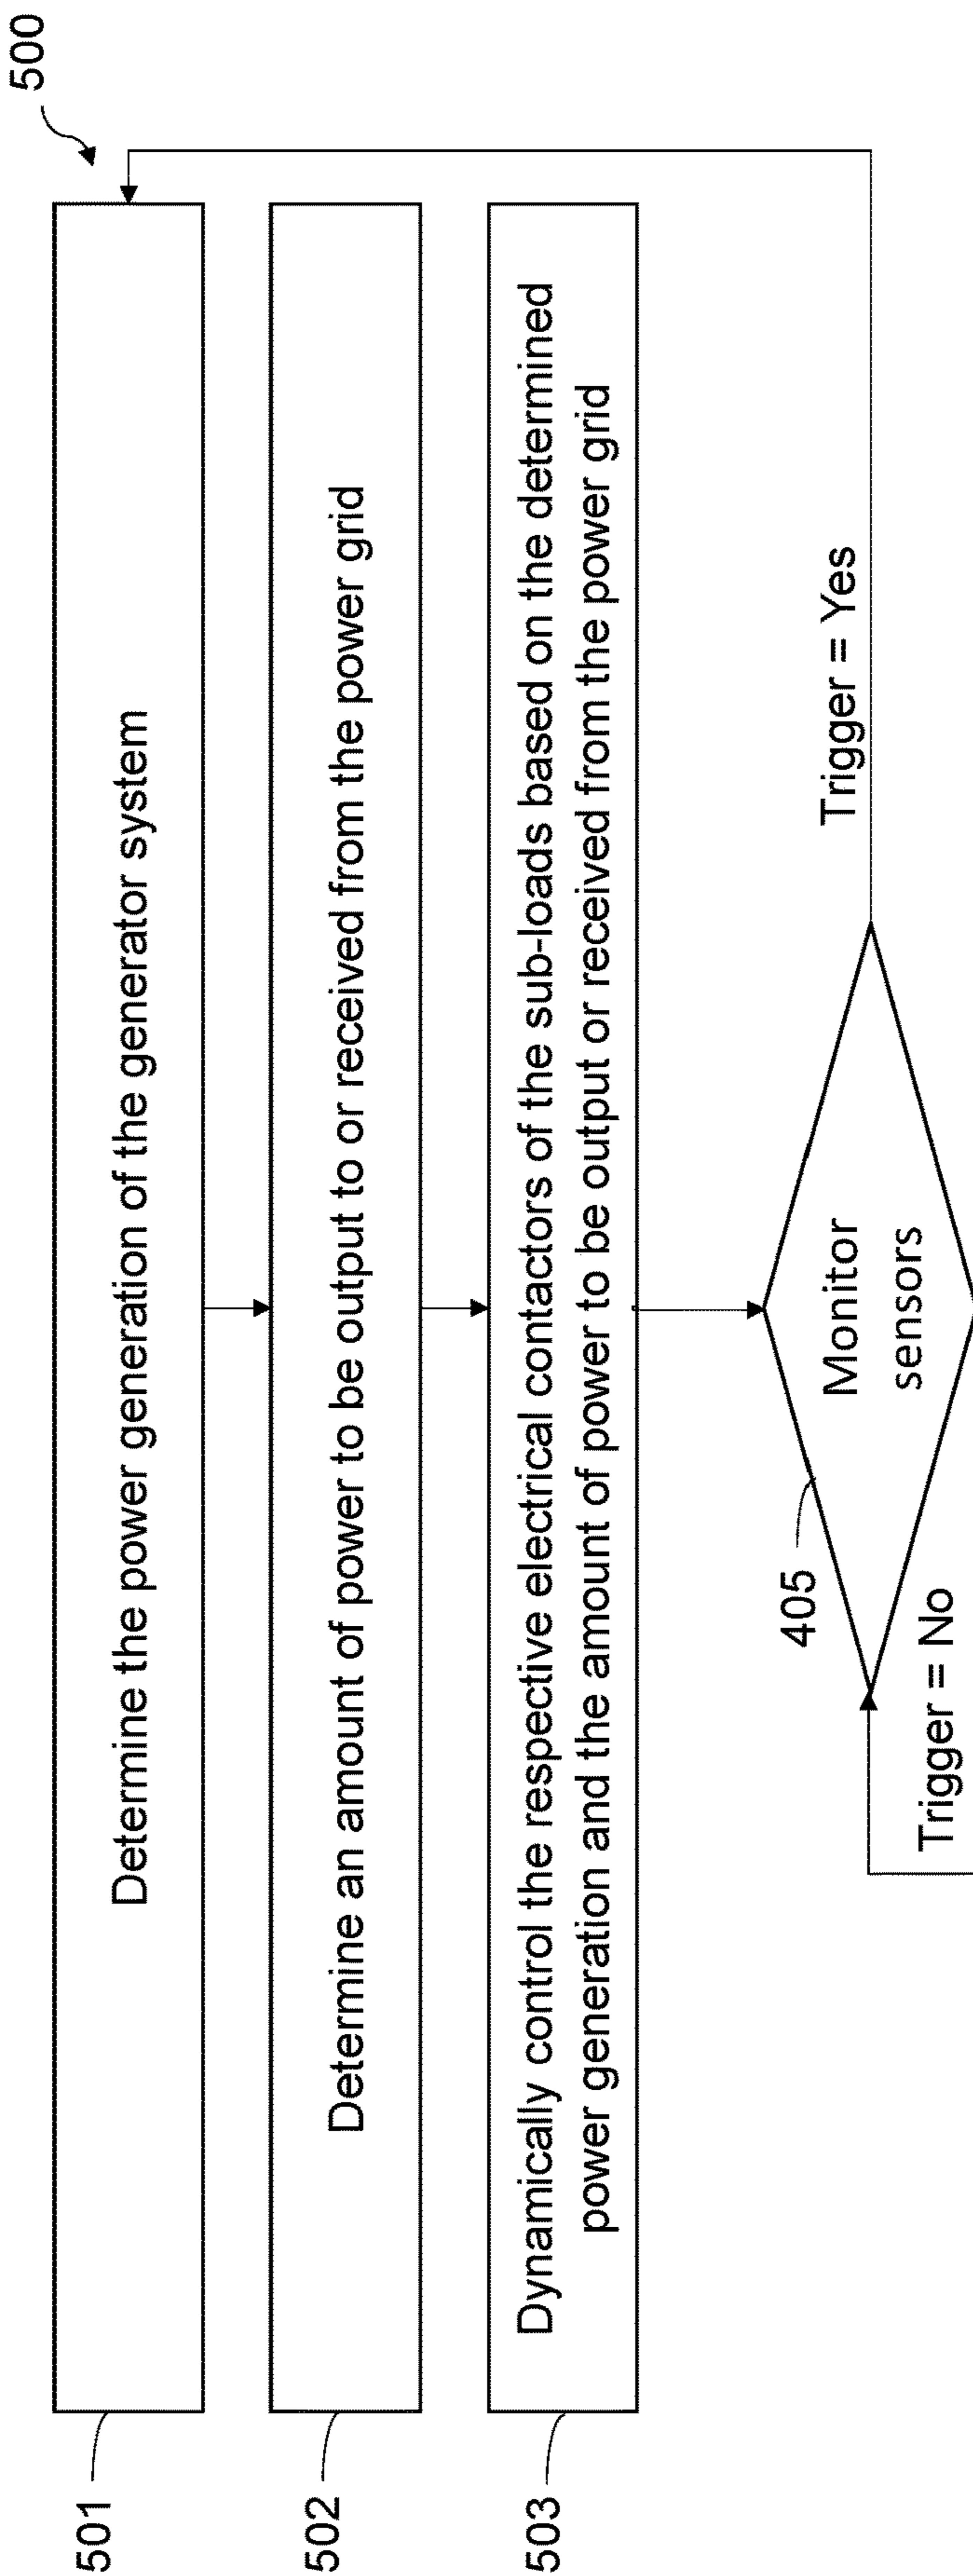 500
501
Determine the power generation of the generator system
502
Determine an amount of power to be output to or received from the power grid
503
Dynamically control the respective electrical contactors of the sub-loads based on the determined
power generation and the amount of power to be output or received from the power grid
405
Monitor
sensors
Trigger = Yes
Trigger = No